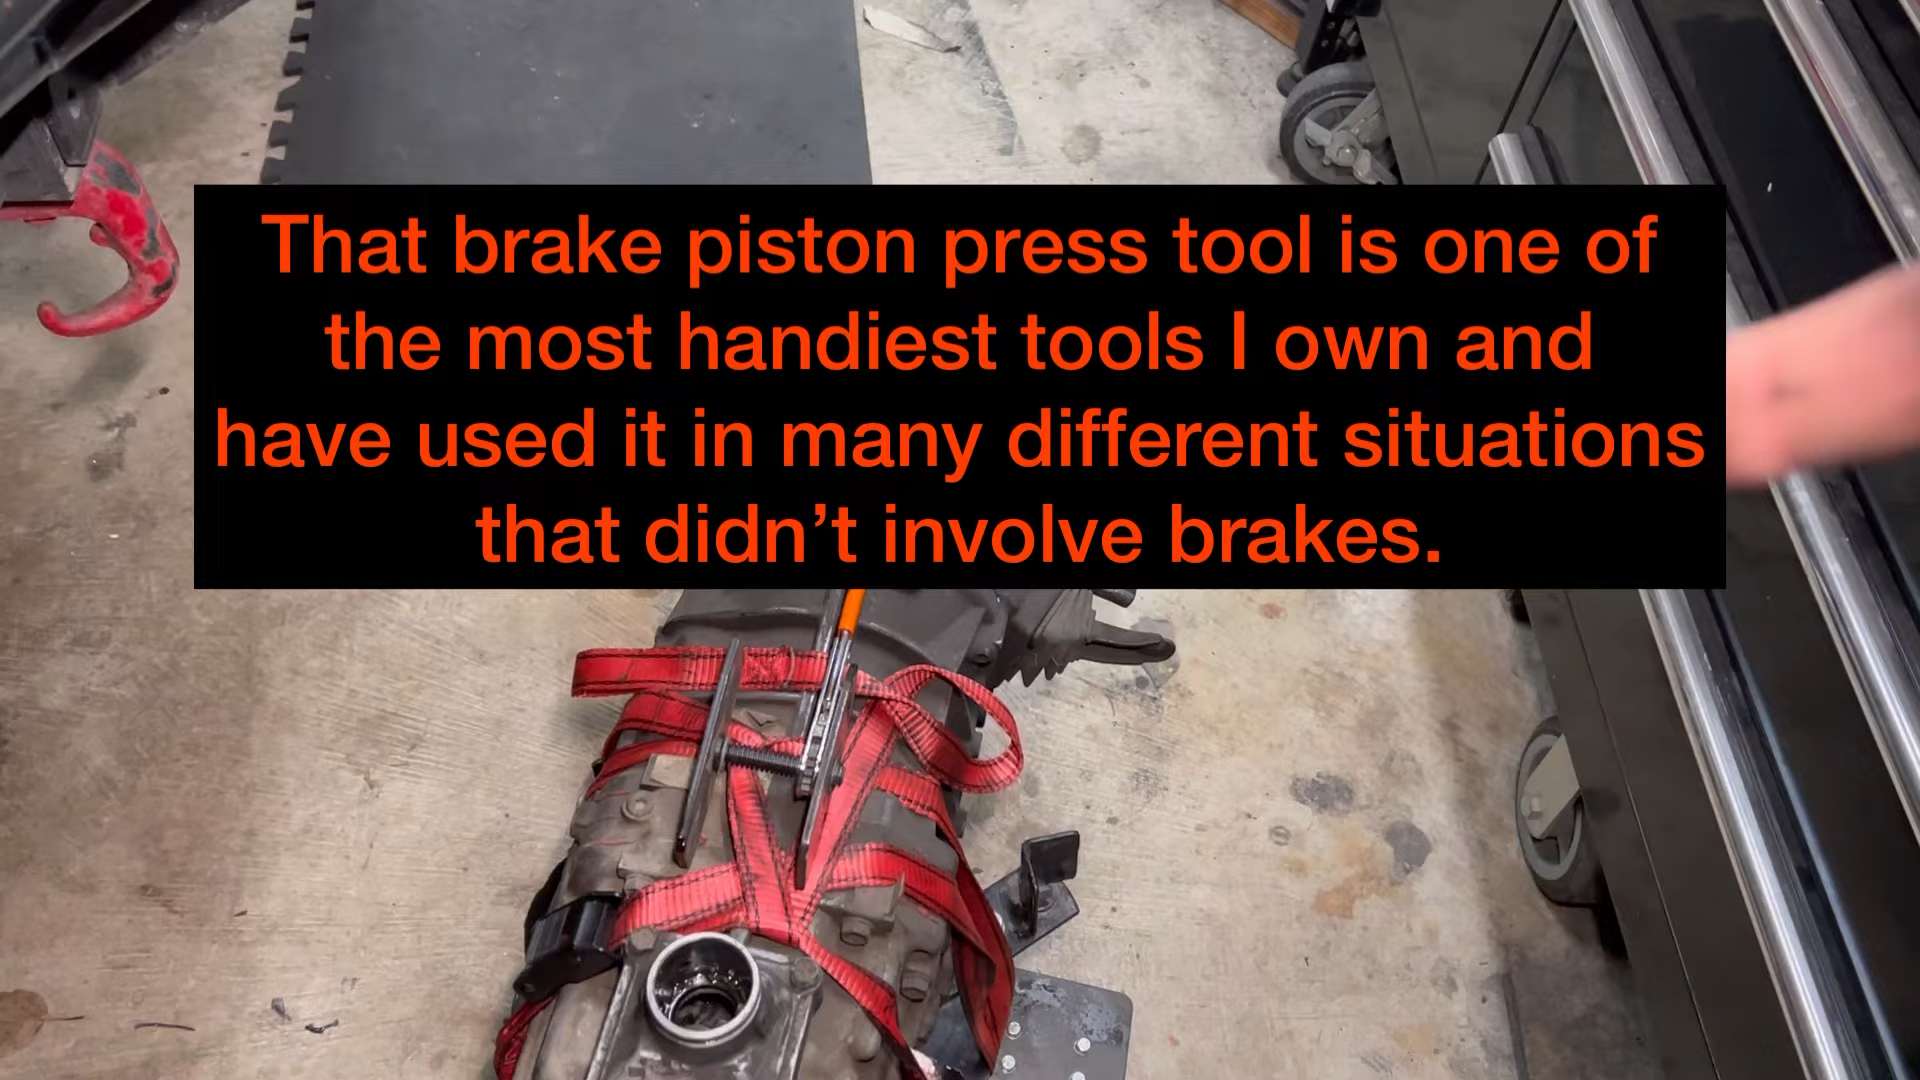 That brake piston press tool is one of
the most handiest tools I own and
have used it in many different situations
that didn’t involve brakes.